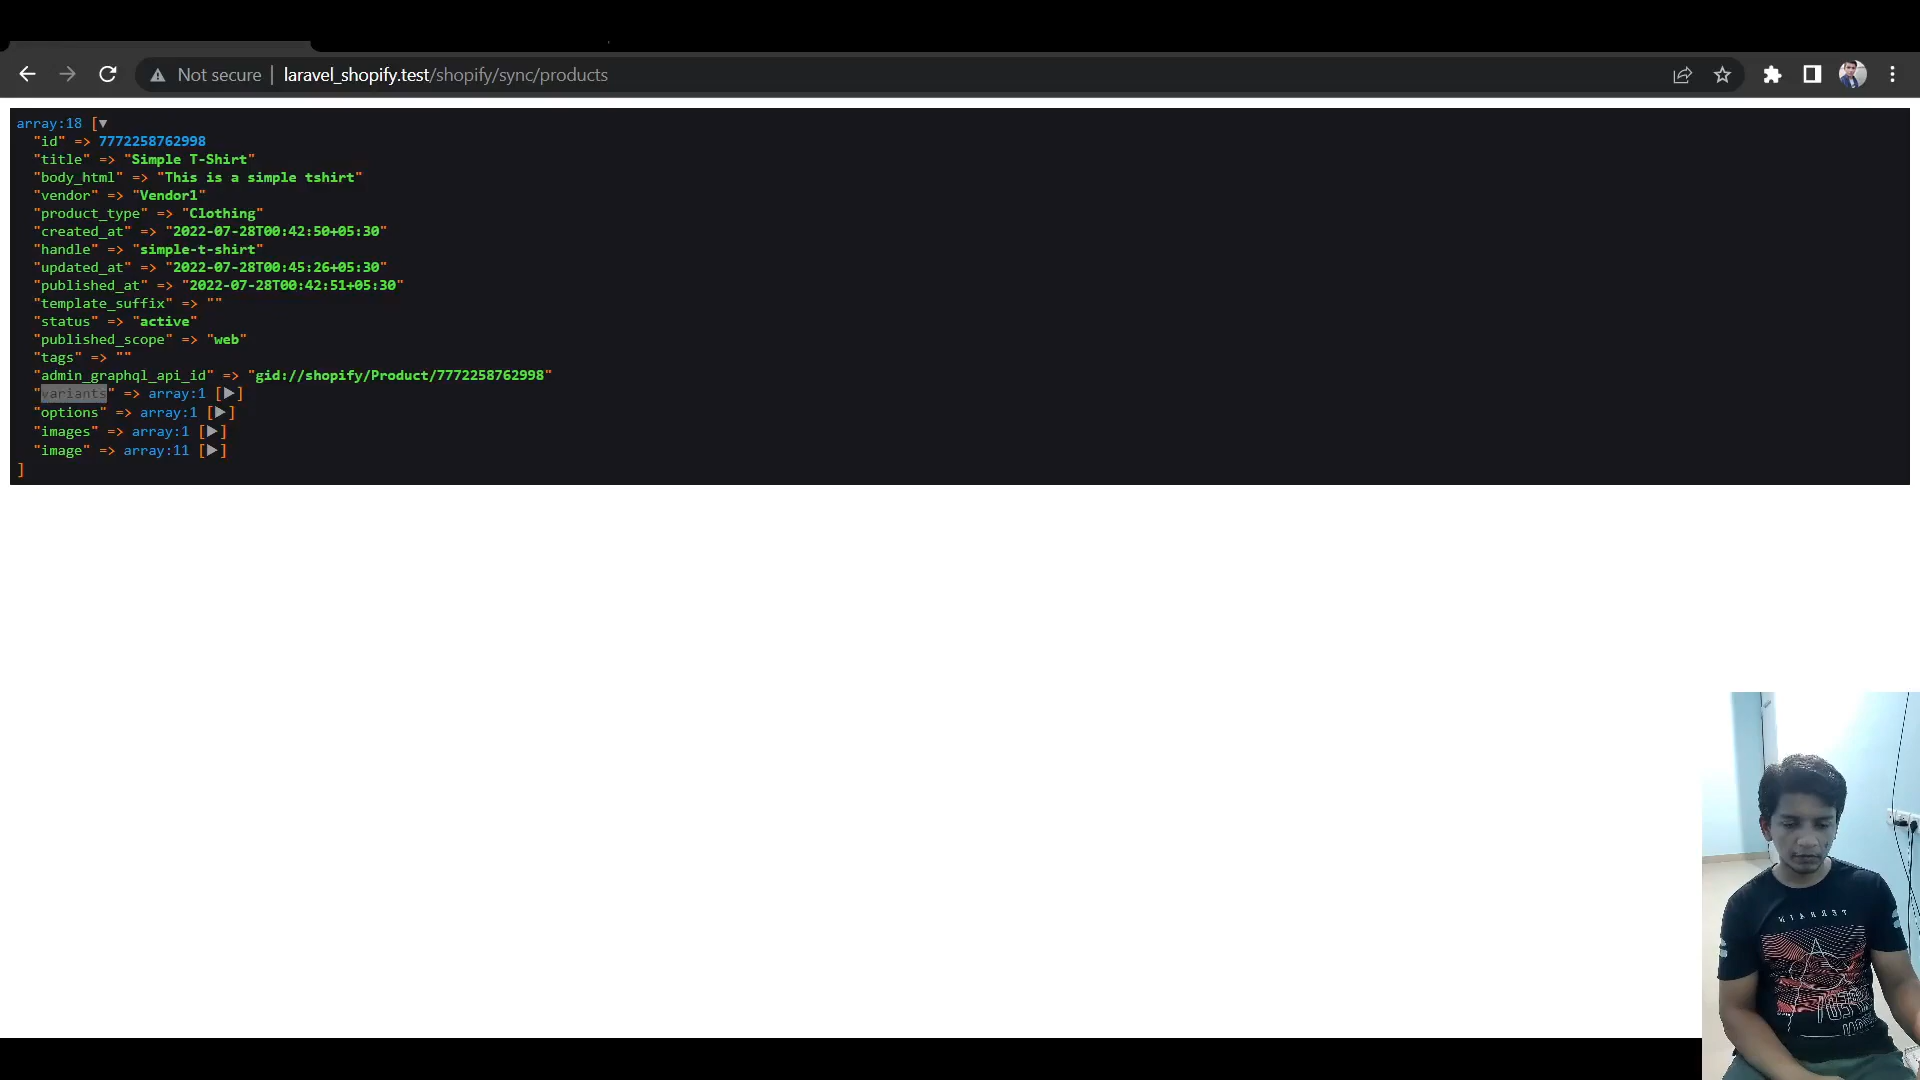 Not secure | laravel_shopify.test/shopify/sync/products
array:18 [▼
"id" => 7772258762998
"title" => "Simple T-Shirt"
"body_html" => "This is a simple tshirt"
"vendor" => "Vendor1"
"product_type" => "Clothing"
"created_at" => "2022-07-28T00:42:50+05:30"
"handle" => "simple-t-shirt"
"updated_at" => "2022-07-28T00:45:26+05:30"
"published_at" => "2022-07-28T00:42:51+05:30"
"template_suffix" => ""
"status" => "active"
"published_scope" => "web"
"tags" => ""
"admin_graphql_api_id" => "gid://shopify/Product/7772258762998"
"variants" => array:1 [▶]
"options" => array:1 [▶]
"images" => array:1 [▶]
"image" => array:11 [▶]
]